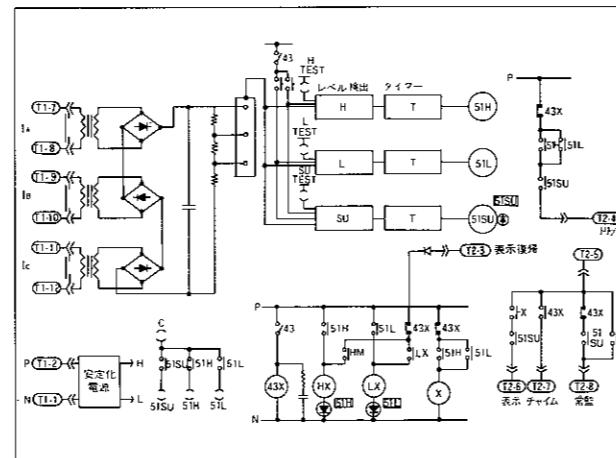 43
H
TEST
レベル検出
タイマー
P
T1-7
IA
T1-8
H
T
51H
43X
51L
L
TEST
T1-9
IB
T1-10
L
T
51L
SU
TEST
51SU
51SU
SU
T
51SU
T1-11
IC
T1-12
T2-3
表示復帰
T2-4
トリップ
T2-5
P
43
51H
51L
43X
43X
X
43X
43X
C
HM
LX
51H
51L
51SU
51SU
P
T1-2
安定化
電源
H
51SU
51H
51L
43X
HX
LX
X
T2-6
T2-7
T2-8
N
T1-1
L
51SU
51H
51L
51H
51L
表示
チャイム
常監
N